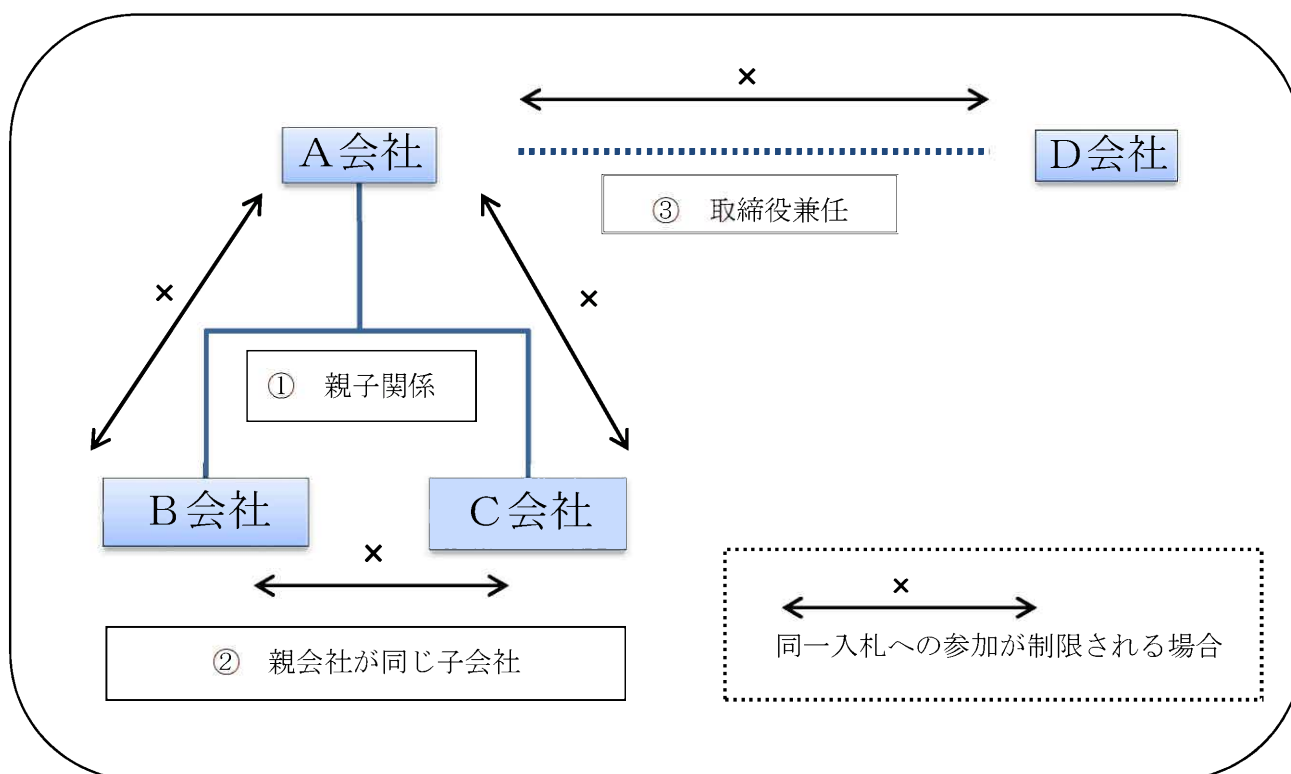 ×
A会社
D会社
③ 取締役兼任
×
×
① 親子関係
B会社
C会社
×
② 親会社が同じ子会社
×
同一入札への参加が制限される場合